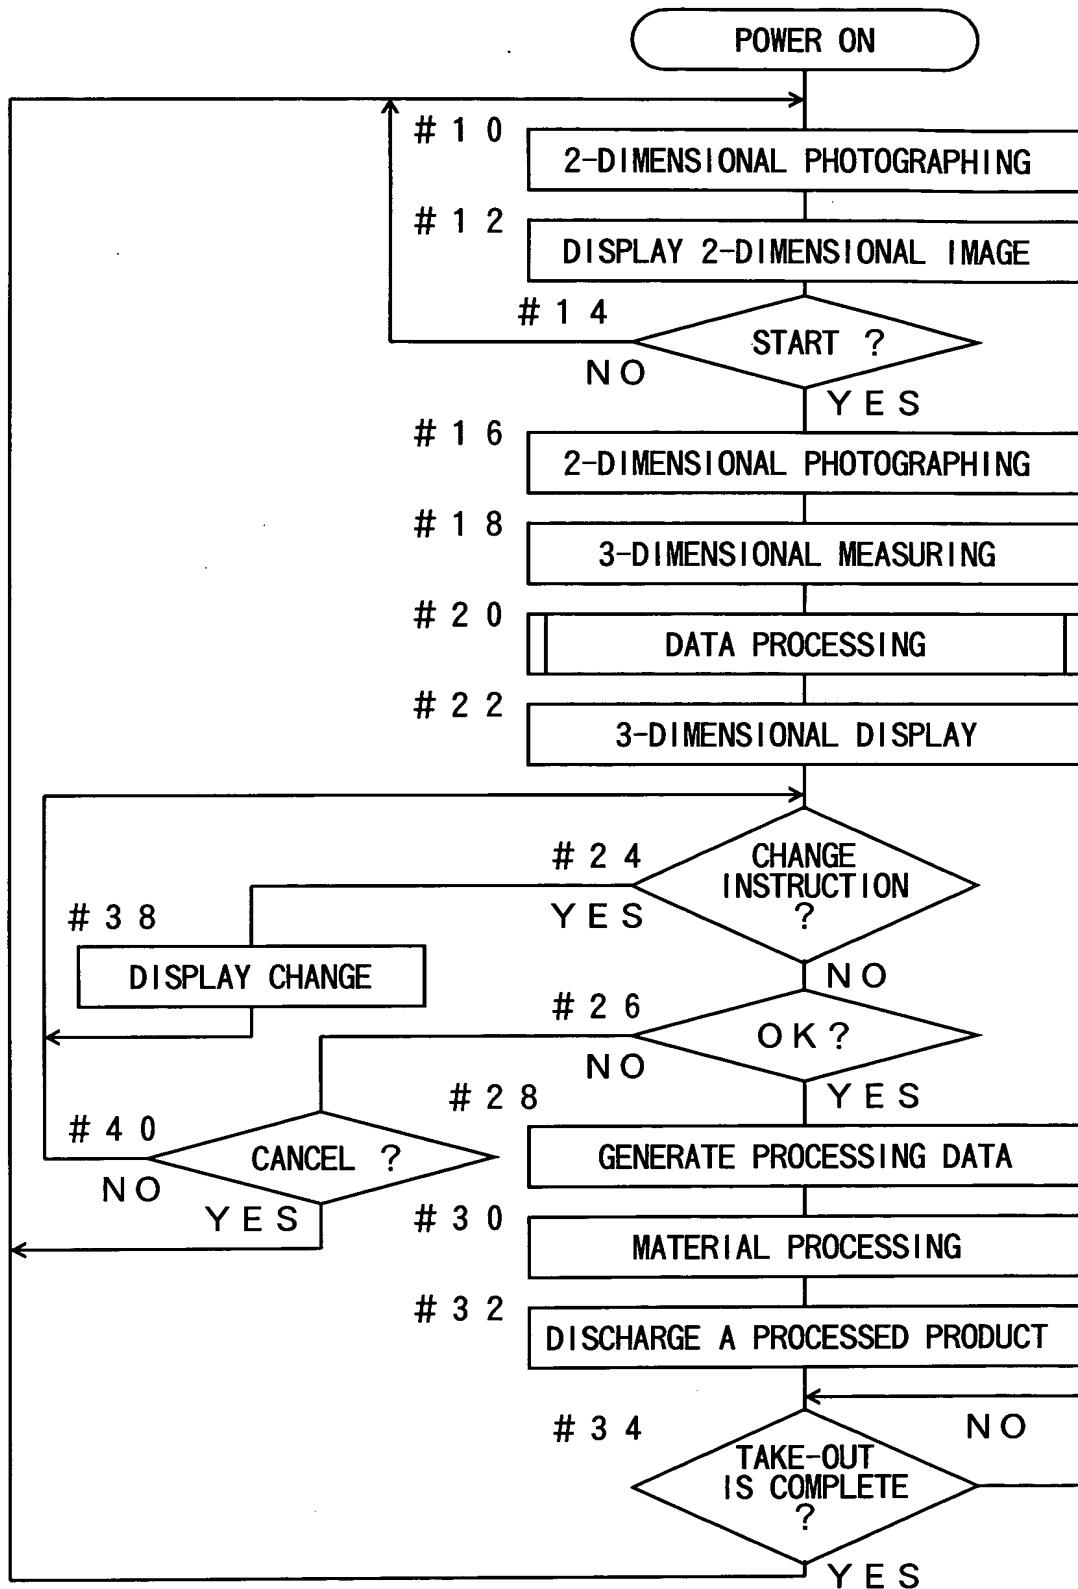 POWER ON
#10
2-DIMENSIONAL PHOTOGRAPHING
#12
DISPLAY 2-DIMENSIONAL IMAGE
#14
START ?
NO
YES
#16
2-DIMENSIONAL PHOTOGRAPHING
#18
3-DIMENSIONAL MEASURING
#20
DATA PROCESSING
#22
3-DIMENSIONAL DISPLAY
#24
CHANGE
INSTRUCTION
?
YES
NO
#38
DISPLAY CHANGE
#26
OK?
NO
YES
#40
CANCEL ?
NO
YES
#28
GENERATE PROCESSING DATA
#30
MATERIAL PROCESSING
#32
DISCHARGE A PROCESSED PRODUCT
#34
TAKE-OUT
IS COMPLETE
?
NO
YES